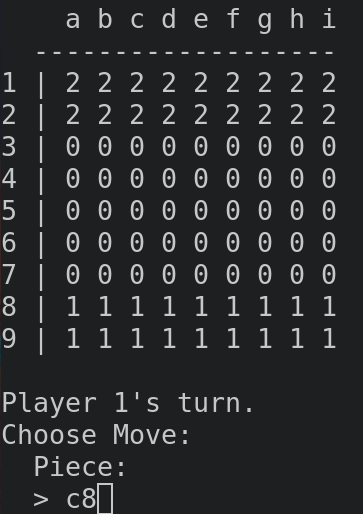 a b c d e f g h i
-------------------
1 | 2 2 2 2 2 2 2 2 2
2 | 2 2 2 2 2 2 2 2 2
3 | 0 0 0 0 0 0 0 0 0
4 | 0 0 0 0 0 0 0 0 0
5 | 0 0 0 0 0 0 0 0 0
6 | 0 0 0 0 0 0 0 0 0
7 | 0 0 0 0 0 0 0 0 0
8 | 1 1 1 1 1 1 1 1 1
9 | 1 1 1 1 1 1 1 1 1
Player 1's turn.
Choose Move:
Piece:
> c8